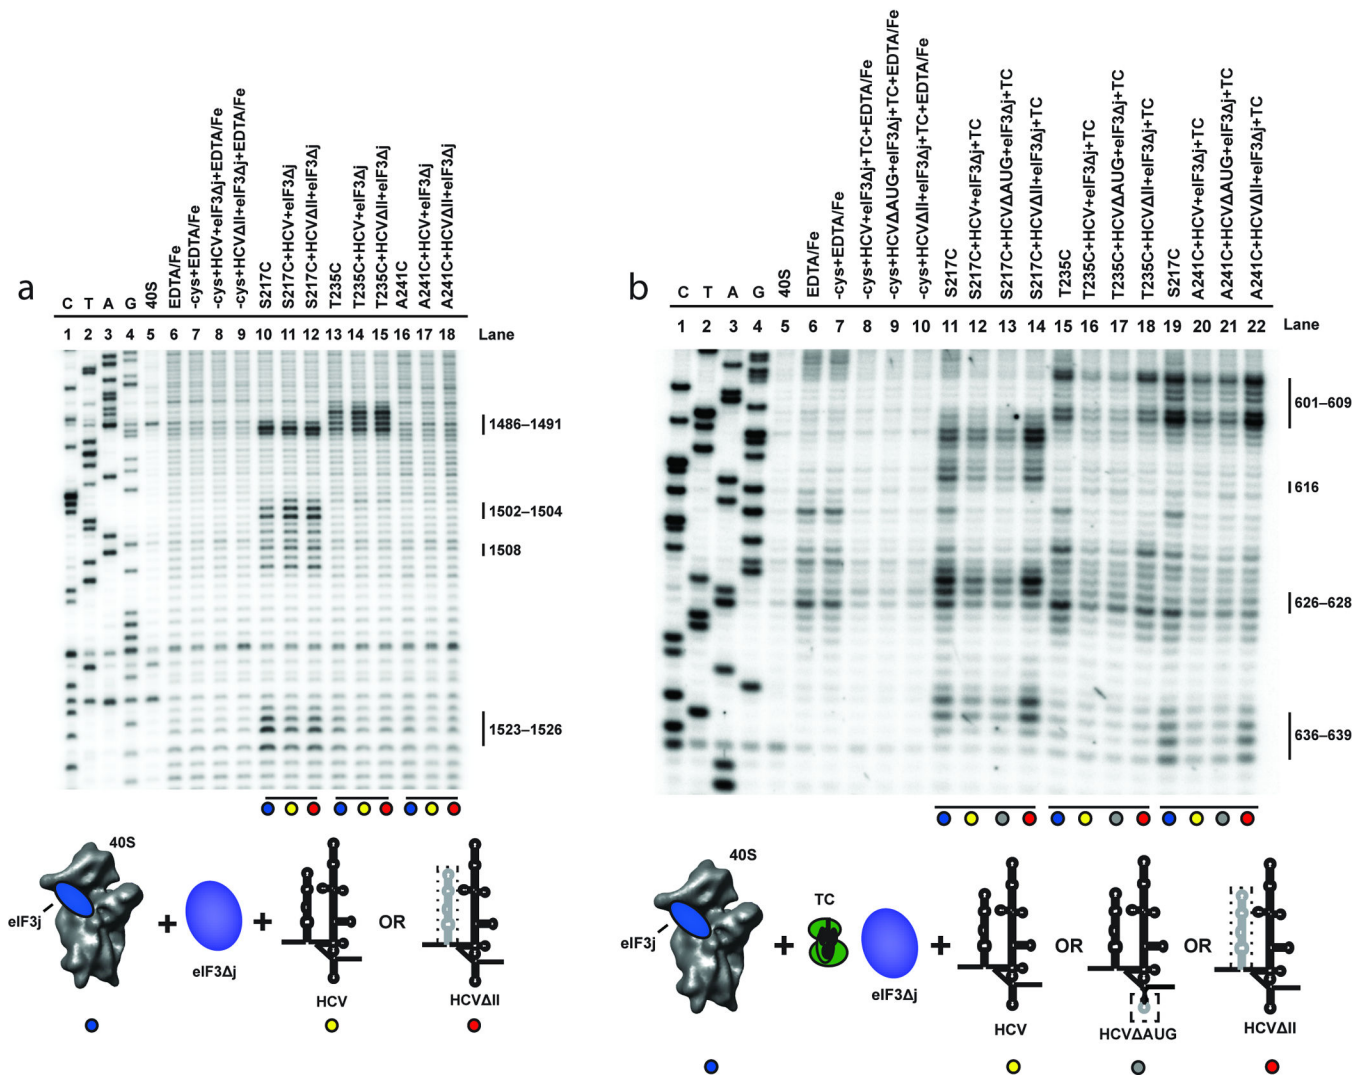 a
C
T
A
G
40S
EDTA/Fe
-cys+EDTA/Fe
-cys+HCV+eIF3Δj+EDTA/Fe
-cys+HCVΔII+eIF3Δj+EDTA/Fe
S217C
S217C+HCV+eIF3Δj
S217C+HCVΔII+eIF3Δj
T235C
T235C+HCV+eIF3Δj
T235C+HCVΔII+eIF3Δj
A241C
A241C+HCV+eIF3Δj
A241C+HCVΔII+eIF3Δj
1 2 3 4 5 6 7 8 9 10 11 12 13 14 15 16 17 18 Lane
1486–1491
1502–1504
1508
1523–1526
40S
eIF3j
+
eIF3Δj
+
HCV
OR
HCVΔII
b
C
T
A
G
40S
EDTA/Fe
-cys+EDTA/Fe
-cys+HCV+eIF3Δj+TC+EDTA/Fe
-cys+HCVΔAUG+eIF3Δj+TC+EDTA/Fe
-cys+HCVΔII+eIF3Δj+TC+EDTA/Fe
S217C
S217C+HCV+eIF3Δj+TC
S217C+HCVΔAUG+eIF3Δj+TC
S217C+HCVΔII+eIF3Δj+TC
T235C
T235C+HCV+eIF3Δj+TC
T235C+HCVΔAUG+eIF3Δj+TC
T235C+HCVΔII+eIF3Δj+TC
S217C
A241C+HCV+eIF3Δj+TC
A241C+HCVΔAUG+eIF3Δj+TC
A241C+HCVΔII+eIF3Δj+TC
1 2 3 4 5 6 7 8 9 10 11 12 13 14 15 16 17 18 19 20 21 22 Lane
601–609
616
626–628
636–639
40S
eIF3j
+
TC
eIF3Δj
+
HCV
OR
HCVΔAUG
OR
HCVΔII